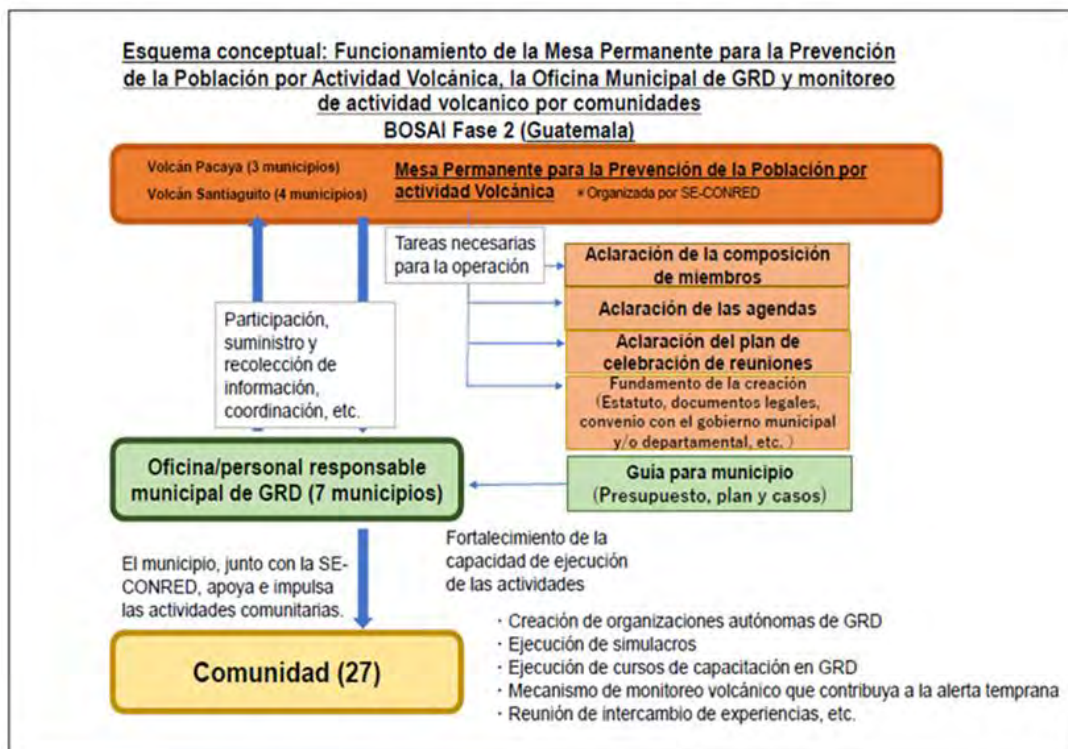 Esquema conceptual: Funcionamiento de la Mesa Permanente para la Prevención
de la Población por Actividad Volcánica, la Oficina Municipal de GRD y monitoreo
de actividad volcanico por comunidades
BOSAI Fase 2 (Guatemala)
Volcán Pacaya (3 municipios)
Volcán Santiaguito (4 municipios)
Mesa Permanente para la Prevención de la Población por
actividad Volcánica * Organizada por SE-CONRED
Tareas necesarias
para la operación
Aclaración de la composición
de miembros
Aclaración de las agendas
Aclaración del plan de
celebración de reuniones
Fundamento de la creación
(Estatuto, documentos legales,
convenio con el gobierno municipal
y/o departamental, etc. )
Participación,
suministro y
recolección de
información,
coordinación, etc.
Oficina/personal responsable
municipal de GRD (7 municipios)
Guía para municipio
(Presupuesto, plan y casos)
El municipio, junto con la SE-
CONRED, apoya e impulsa
las actividades comunitarias.
Fortalecimiento de la
capacidad de ejecución
de las actividades
Comunidad (27)
・Creación de organizaciones autónomas de GRD
・Ejecución de simulacros
・Ejecución de cursos de capacitación en GRD
・Mecanismo de monitoreo volcánico que contribuya a la alerta temprana
・Reunión de intercambio de experiencias, etc.